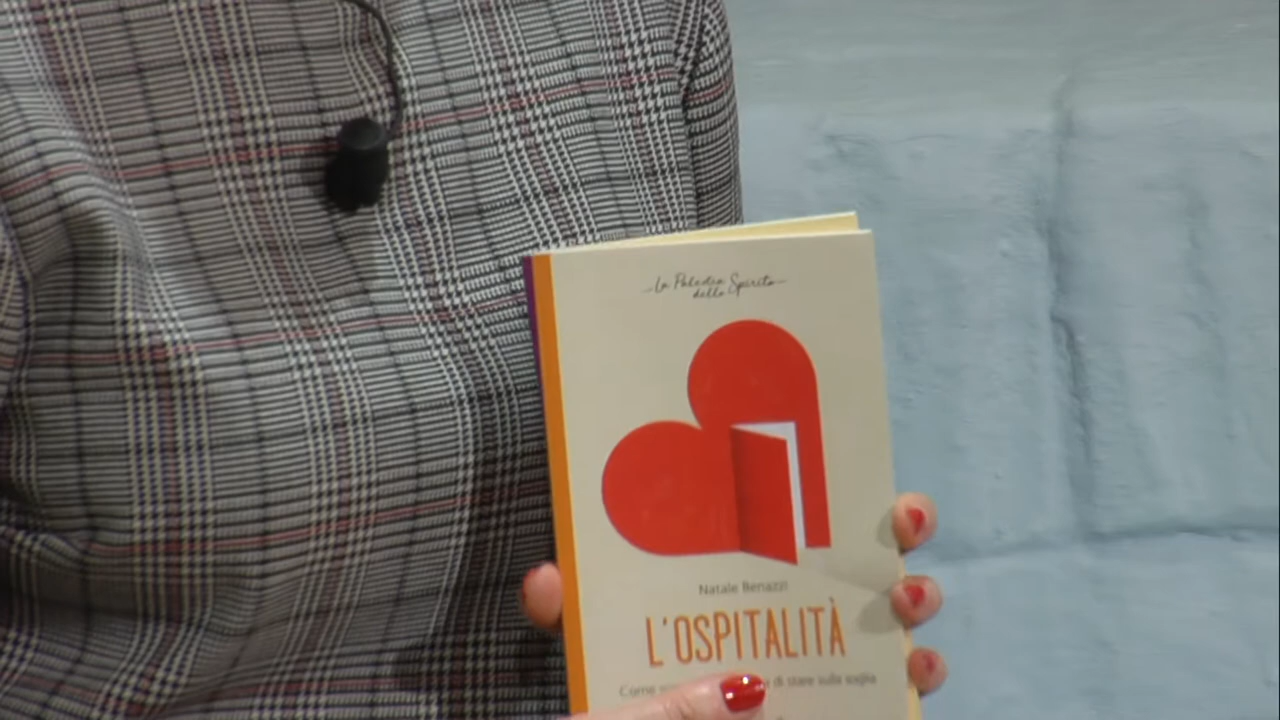 La Palestra
dello Spirito
Natale Benazzi
L'OSPITALITÀ
Come di stare sulla soglia